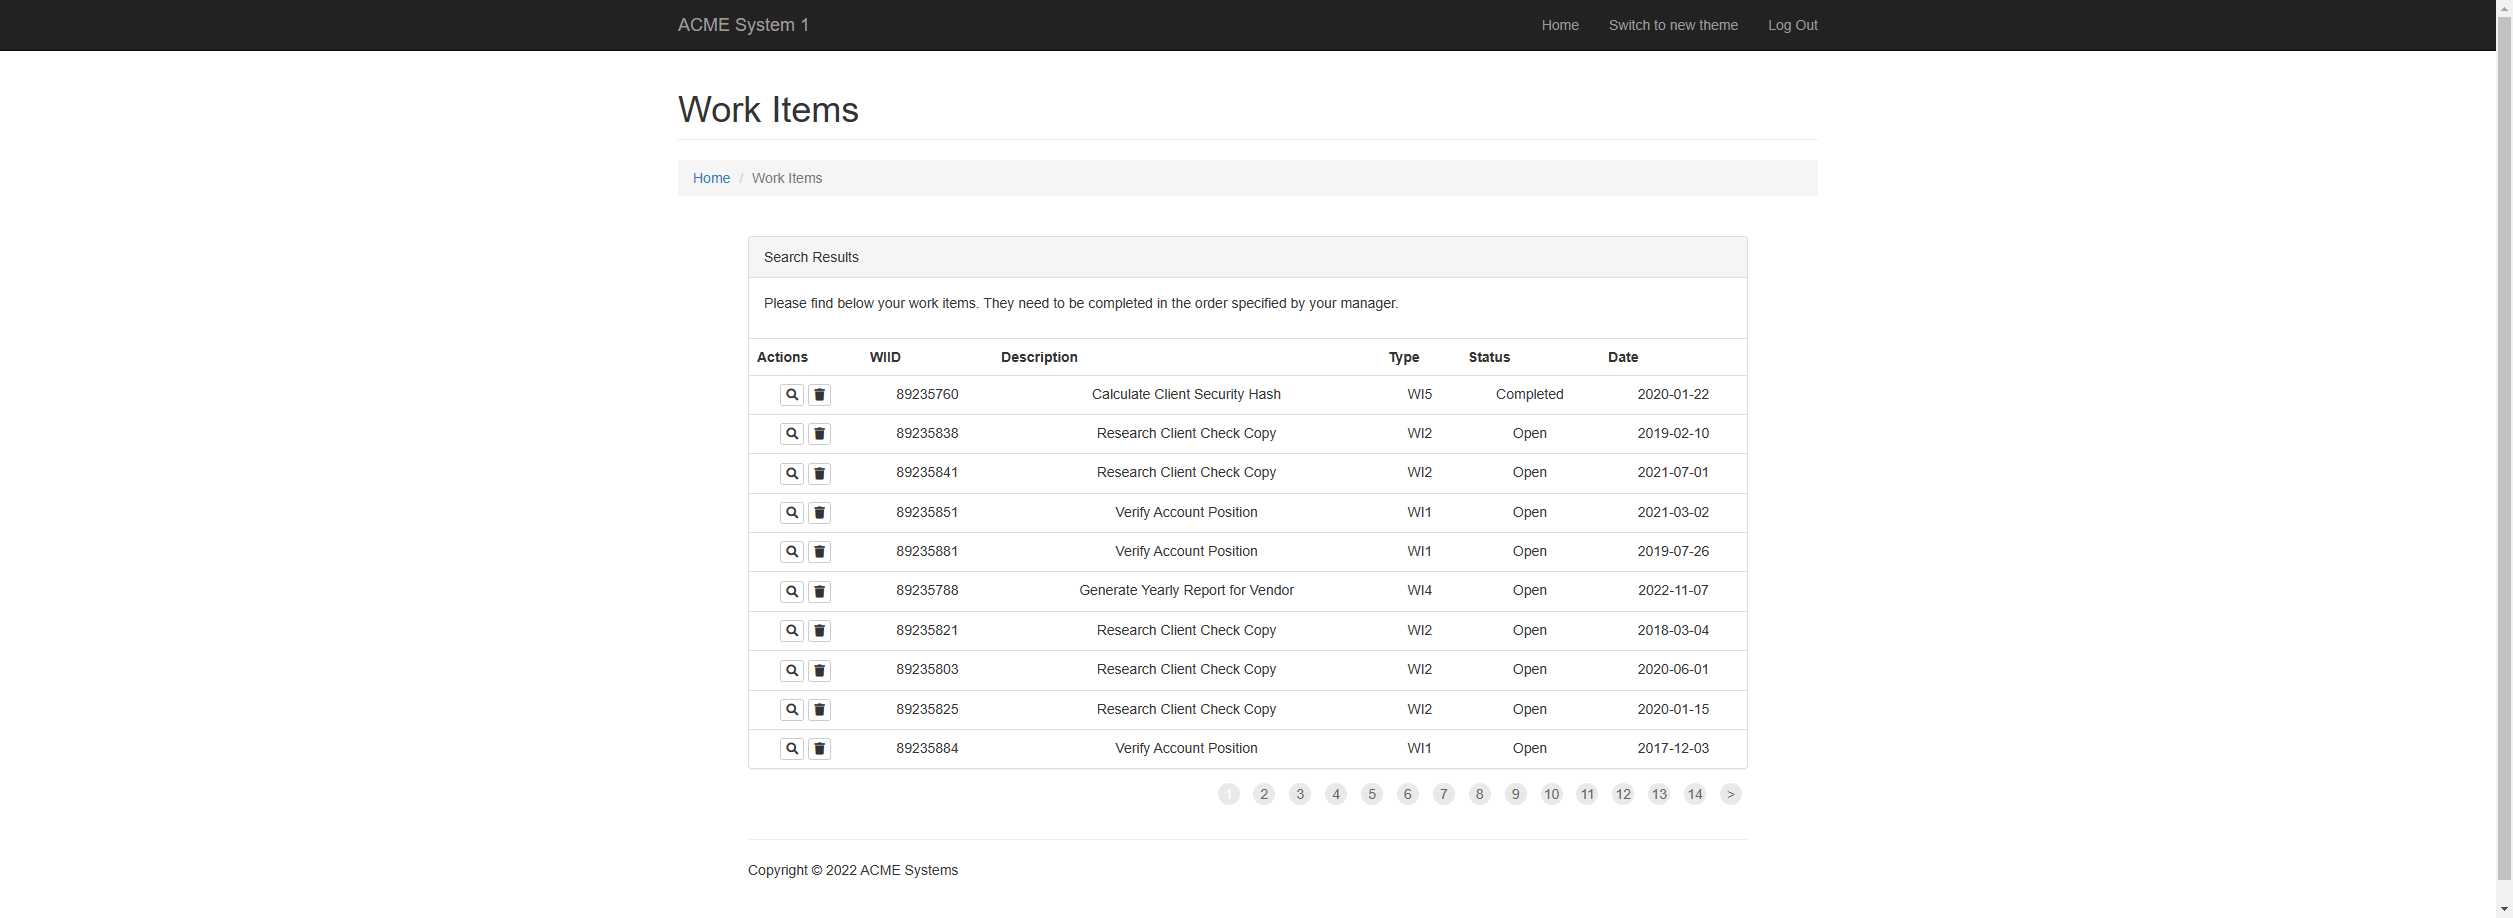 ACME System 1 Home Switch to new theme Log Out
Work Items
Home / Work Items
Search Results
Please find below your work items. They need to be completed in the order specified by your manager.
Actions WIID Description Type Status Date
89235760 Calculate Client Security Hash WI5 Completed 2020-01-22
89235838 Research Client Check Copy WI2 Open 2019-02-10
89235841 Research Client Check Copy WI2 Open 2021-07-01
89235851 Verify Account Position WI1 Open 2021-03-02
89235881 Verify Account Position WI1 Open 2019-07-26
89235788 Generate Yearly Report for Vendor WI4 Open 2022-11-07
89235821 Research Client Check Copy WI2 Open 2018-03-04
89235803 Research Client Check Copy WI2 Open 2020-06-01
89235825 Research Client Check Copy WI2 Open 2020-01-15
89235884 Verify Account Position WI1 Open 2017-12-03
1 2 3 4 5 6 7 8 9 10 11 12 13 14 >
Copyright © 2022 ACME Systems